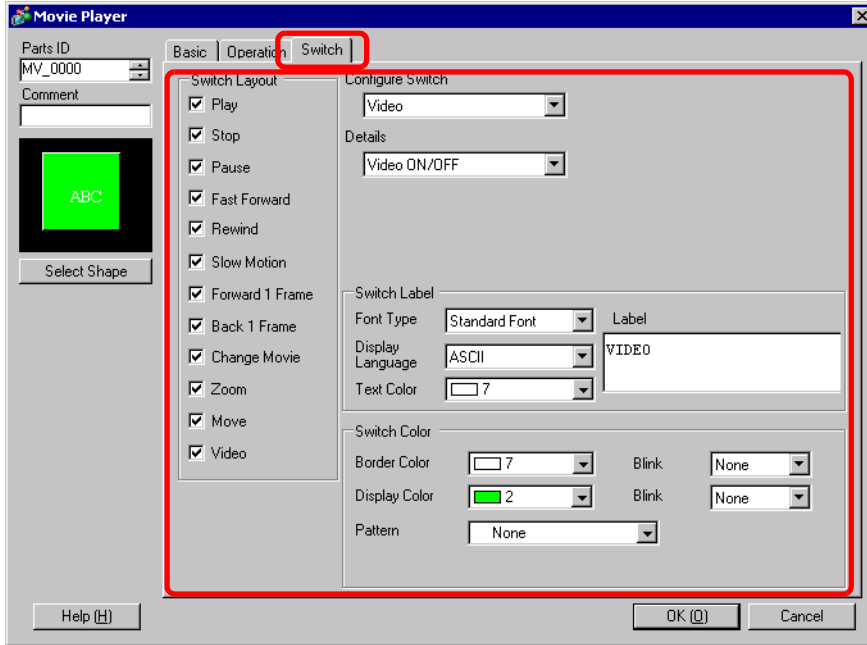 Movie Player
Parts ID
MV_0000
Comment
ABC
Select Shape
Basic Operation Switch
Switch Layout
Play
Stop
Pause
Fast Forward
Rewind
Slow Motion
Forward 1 Frame
Back 1 Frame
Change Movie
Zoom
Move
Video
Configure Switch
Video
Details
Video ON/OFF
Switch Label
Font Type Standard Font
Display Language ASCII
Text Color 7
Label
VIDEO
Switch Color
Border Color 7 Blink None
Display Color 2 Blink None
Pattern None
Help (H) OK (O) Cancel